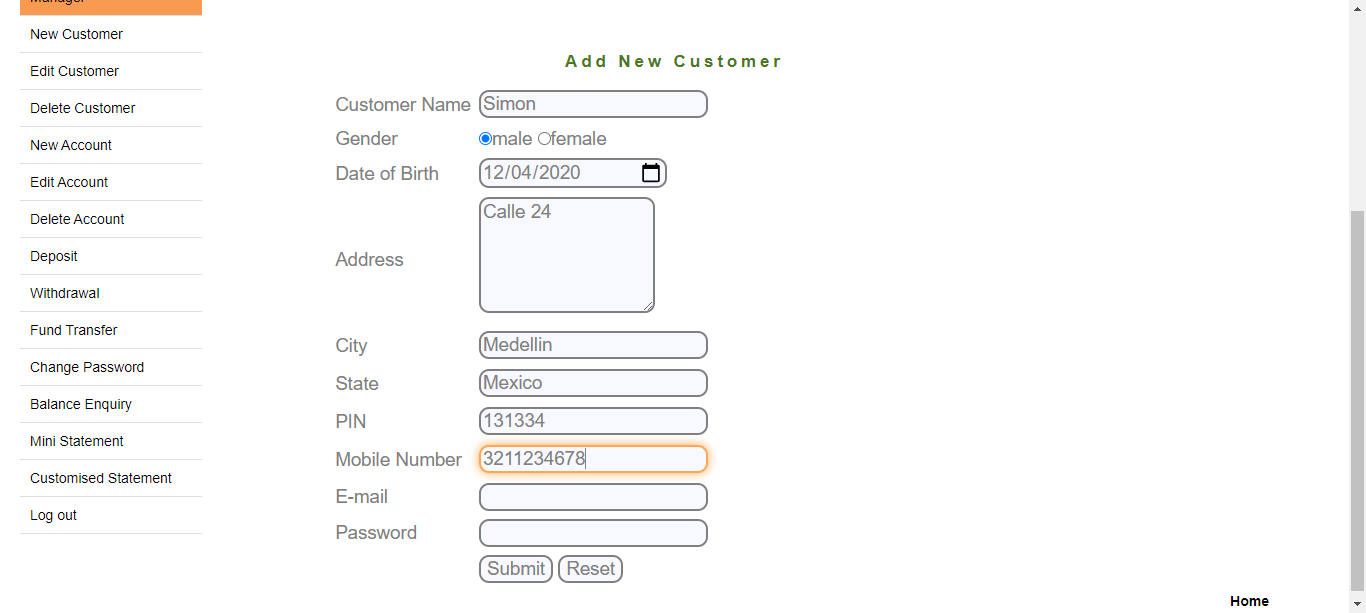 Manager
New Customer
Edit Customer
Delete Customer
New Account
Edit Account
Delete Account
Deposit
Withdrawal
Fund Transfer
Change Password
Balance Enquiry
Mini Statement
Customised Statement
Log out
Add New Customer
Customer Name Simon
Gender male female
Date of Birth 12/04/2020
Address Calle 24
City Medellin
State Mexico
PIN 131334
Mobile Number 3211234678
E-mail
Password
Submit Reset
Home